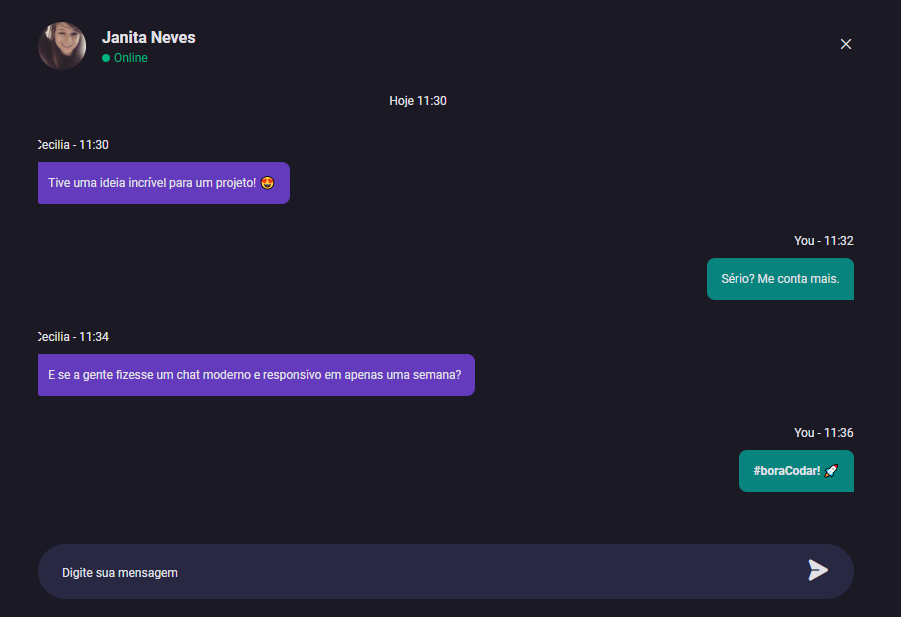 Janita Neves
Online
Hoje 11:30
Cecilia - 11:30
Tive uma ideia incrível para um projeto! 🤩
You - 11:32
Sério? Me conta mais.
Cecilia - 11:34
E se a gente fizesse um chat moderno e responsivo em apenas uma semana?
You - 11:36
#boraCodar! 🚀
Digite sua mensagem